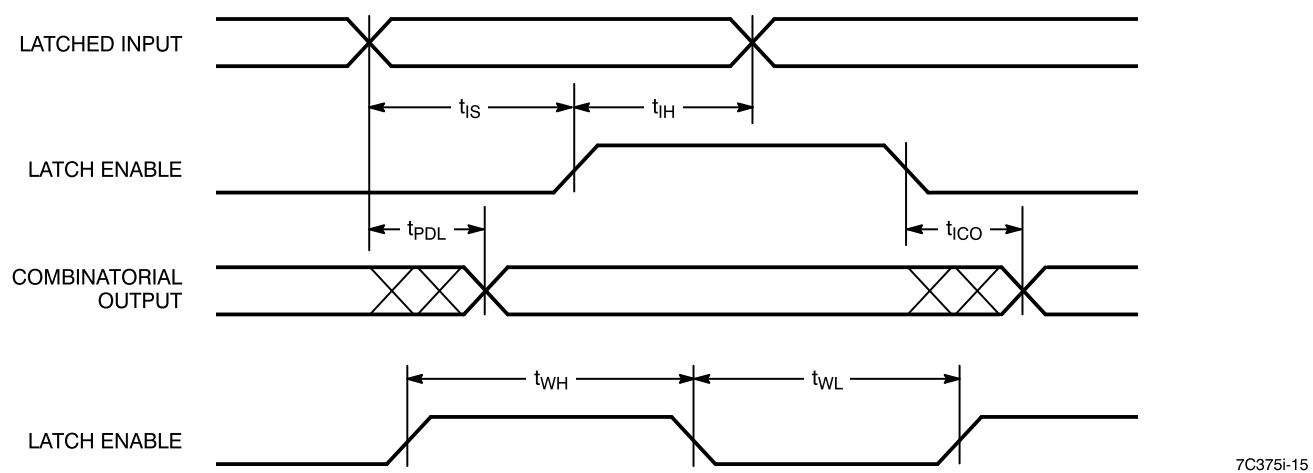 LATCHED INPUT
tIS
tIH
LATCH ENABLE
tPDL
tICO
COMBINATORIAL
OUTPUT
tWH
tWL
LATCH ENABLE
7C375i-15